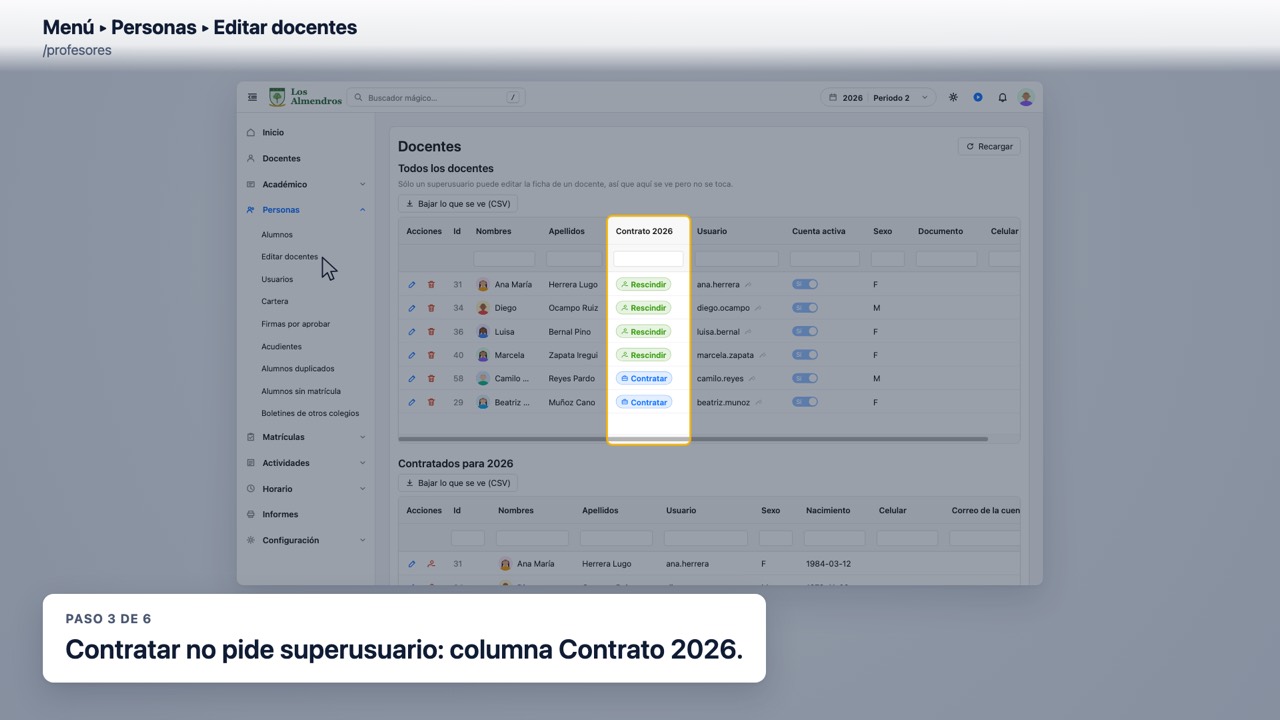 Menú ▸ Personas ▸ Editar docentes
/profesores
Los Almendros
Buscador mágico...
/
2026 Periodo 2
Inicio
Docentes
Académico
Personas
Alumnos
Editar docentes
Usuarios
Cartera
Firmas por aprobar
Acudientes
Alumnos duplicados
Alumnos sin matrícula
Boletines de otros colegios
Matrículas
Actividades
Horario
Informes
Configuración
Docentes
Recargar
Todos los docentes
Sólo un superusuario puede editar la ficha de un docente, así que aquí se ve pero no se toca.
Bajar lo que se ve (CSV)
Acciones Id Nombres Apellidos Contrato 2026 Usuario Cuenta activa Sexo Documento Celular
31 Ana María Herrera Lugo Rescindir ana.herrera Sí F
34 Diego Ocampo Ruiz Rescindir diego.ocampo Sí M
36 Luisa Bernal Pino Rescindir luisa.bernal Sí F
40 Marcela Zapata Iregui Rescindir marcela.zapata Sí F
58 Camilo ... Reyes Pardo Contratar camilo.reyes Sí M
29 Beatriz ... Muñoz Cano Contratar beatriz.munoz Sí F
Contratados para 2026
Bajar lo que se ve (CSV)
Acciones Id Nombres Apellidos Usuario Sexo Nacimiento Celular Correo de la cuen
31 Ana María Herrera Lugo ana.herrera F 1984-03-12
PASO 3 DE 6
Contratar no pide superusuario: columna Contrato 2026.